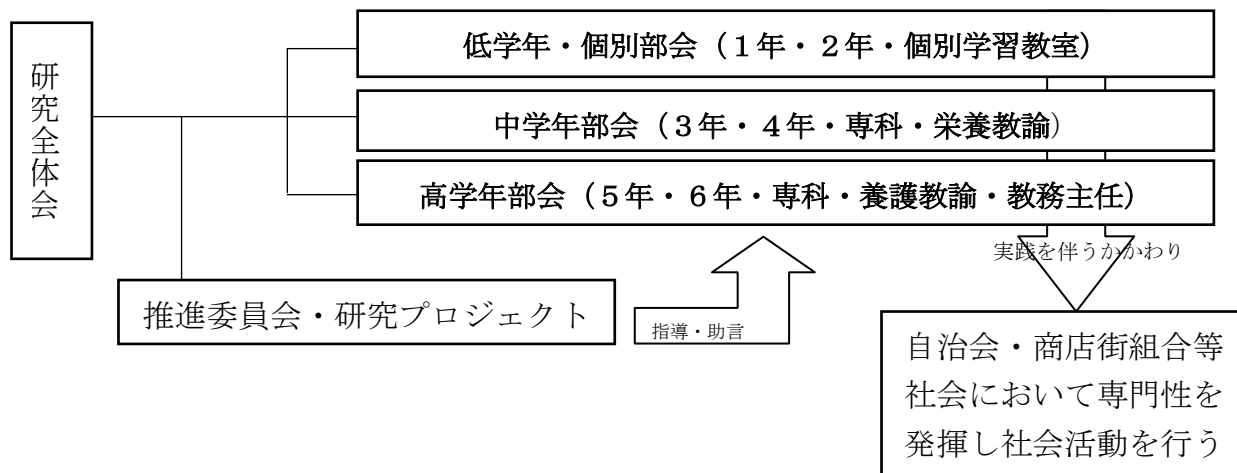 研究全体会
低学年・個別部会（１年・２年・個別学習教室）
中学年部会（３年・４年・専科・栄養教諭）
高学年部会（５年・６年・専科・養護教諭・教務主任）
実践を伴うかかわり
推進委員会・研究プロジェクト
指導・助言
自治会・商店街組合等
社会において専門性を
発揮し社会活動を行う